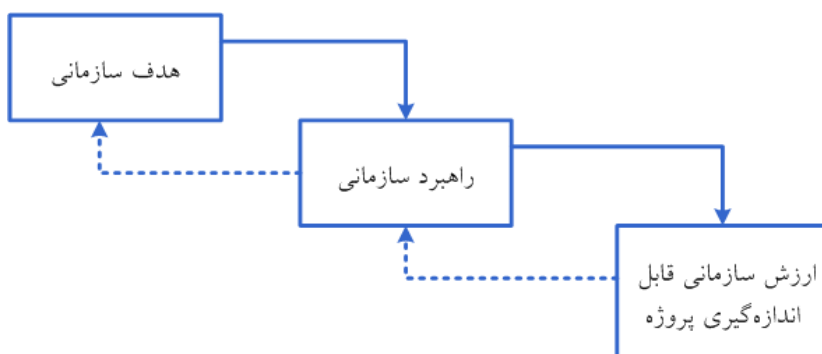 هدف سازمانی
راهبرد سازمانی
ارزش سازمانی قابل
اندازه‌گیری پروژه